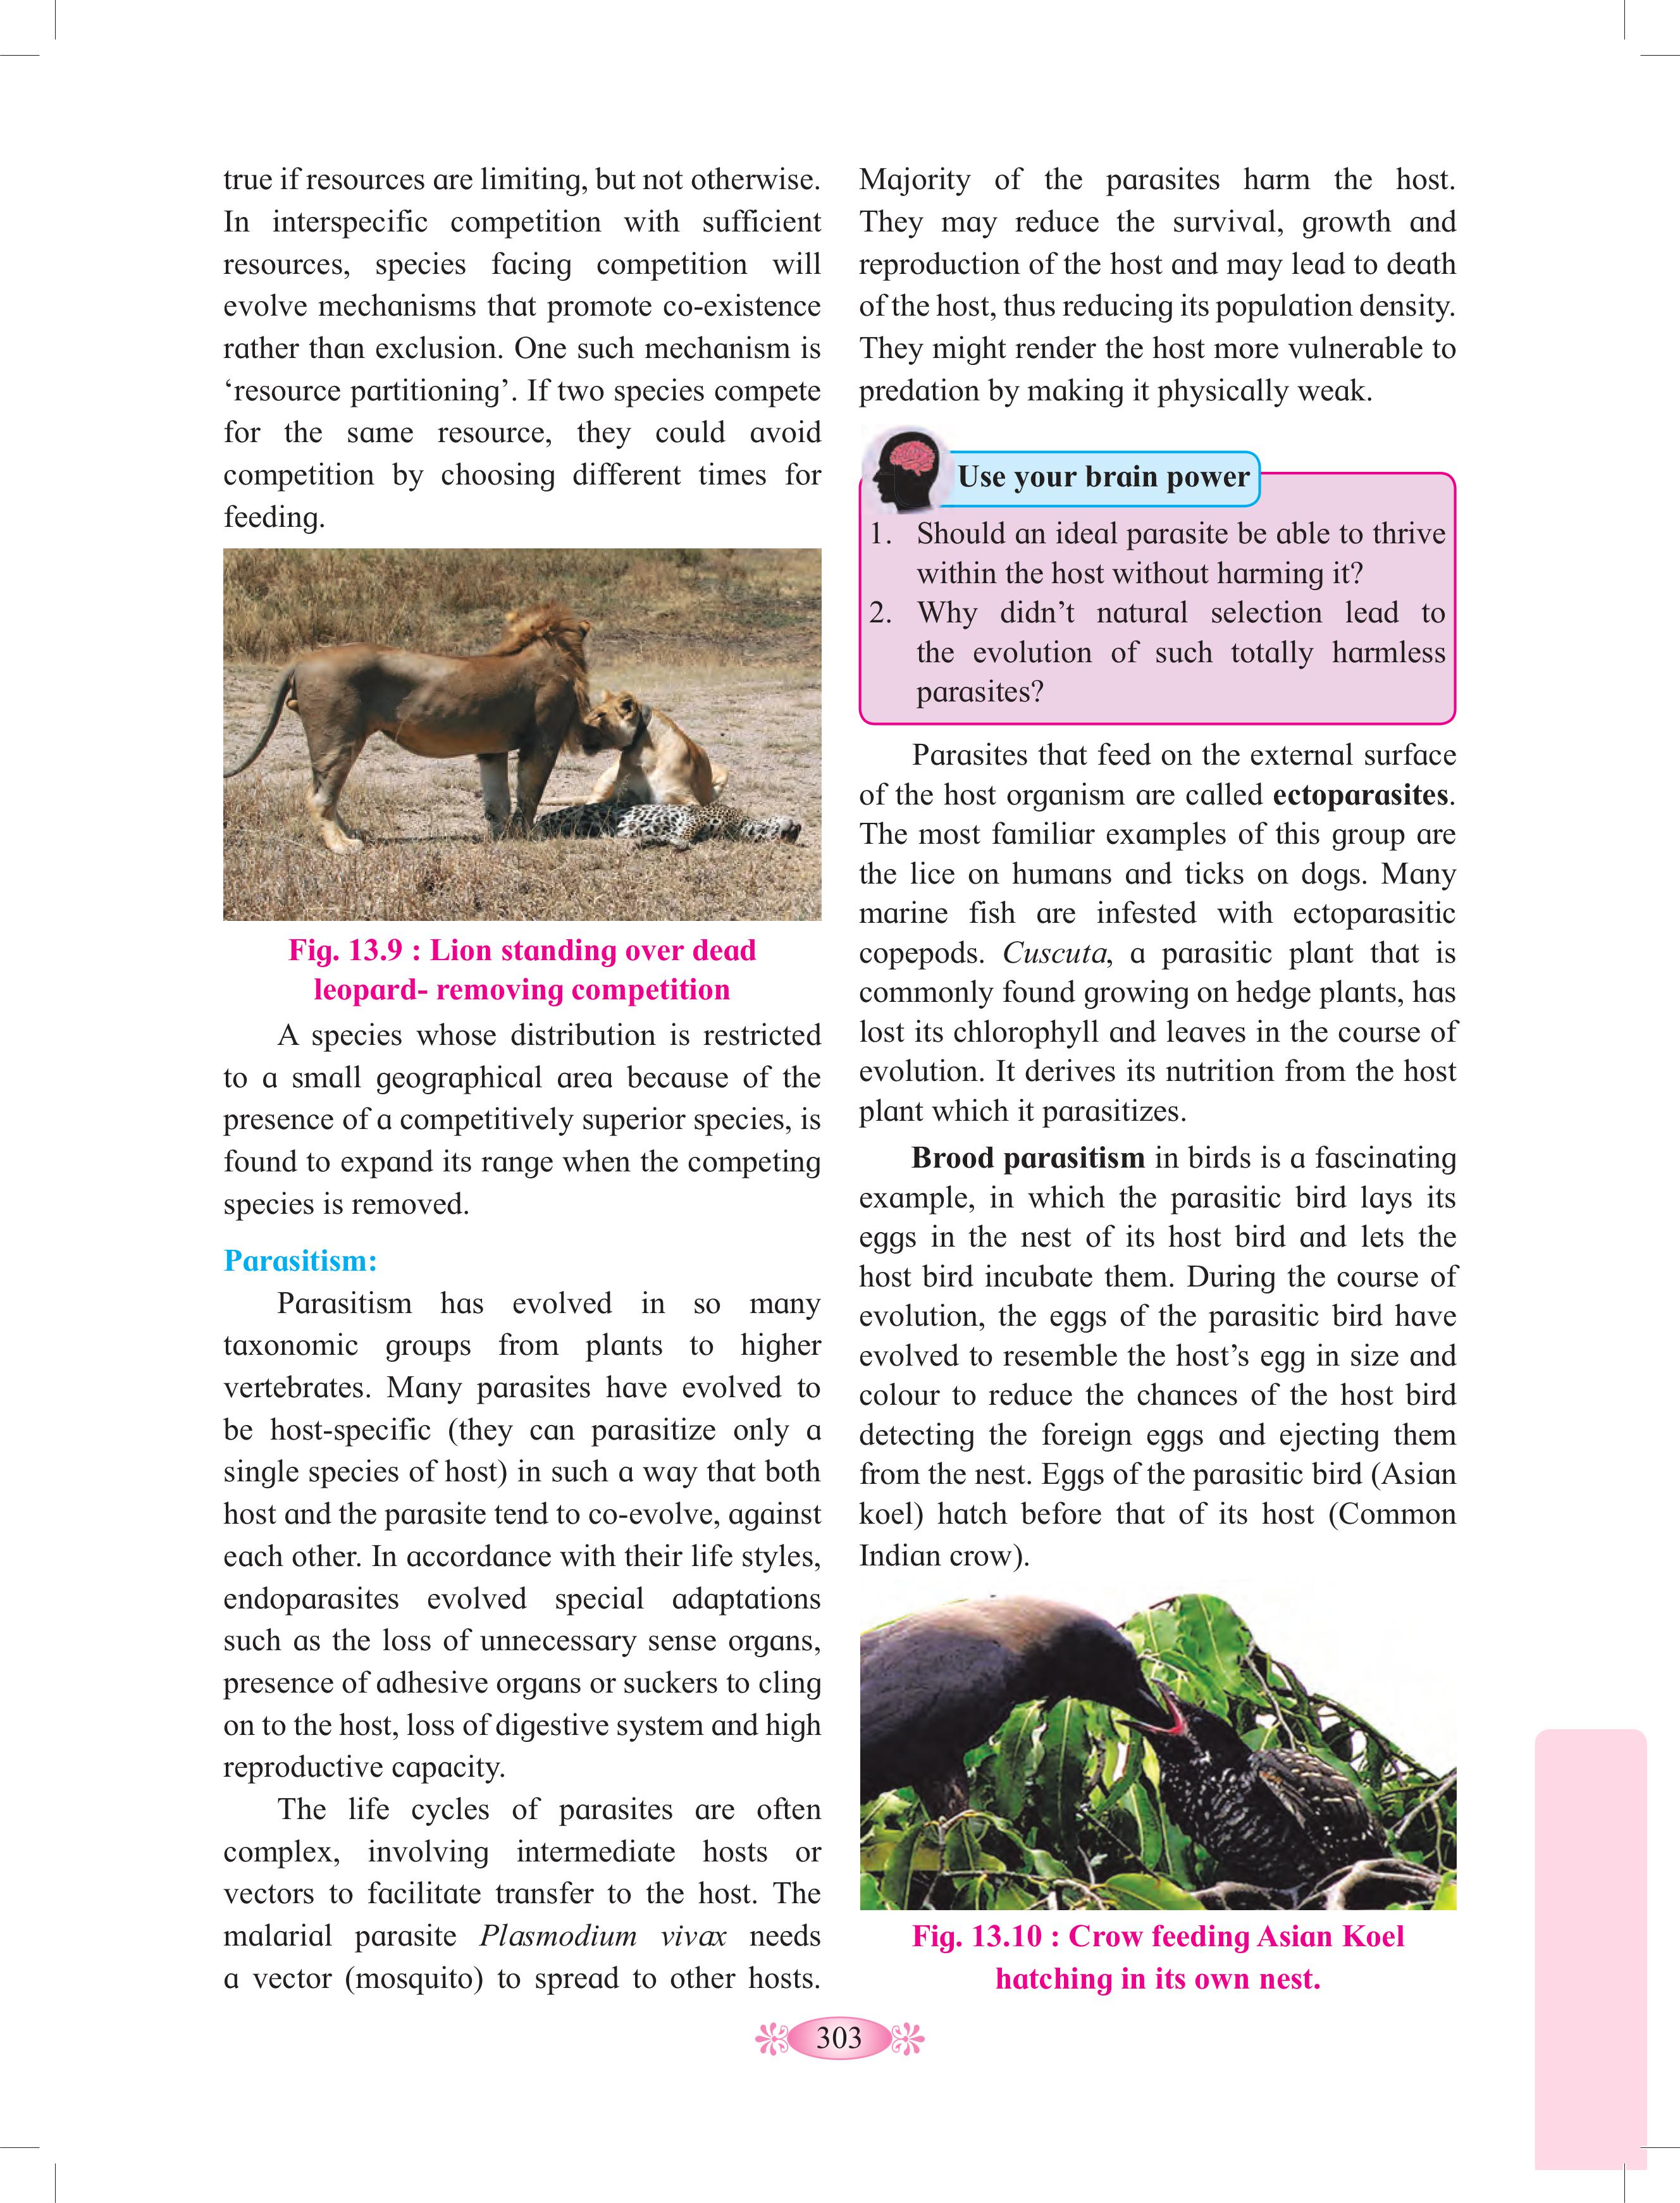 true if resources are limiting, but not otherwise.
In interspecific competition with sufficient
resources, species facing competition will
evolve mechanisms that promote co-existence
rather than exclusion. One such mechanism is
‘resource partitioning’. If two species compete
for the same resource, they could avoid
competition by choosing different times for
feeding.
Fig. 13.9 : Lion standing over dead
leopard- removing competition
A species whose distribution is restricted
to a small geographical area because of the
presence of a competitively superior species, is
found to expand its range when the competing
species is removed.
Parasitism:
Parasitism has evolved in so many
taxonomic groups from plants to higher
vertebrates. Many parasites have evolved to
be host-specific (they can parasitize only a
single species of host) in such a way that both
host and the parasite tend to co-evolve, against
each other. In accordance with their life styles,
endoparasites evolved special adaptations
such as the loss of unnecessary sense organs,
presence of adhesive organs or suckers to cling
on to the host, loss of digestive system and high
reproductive capacity.
The life cycles of parasites are often
complex, involving intermediate hosts or
vectors to facilitate transfer to the host. The
malarial parasite Plasmodium vivax needs
a vector (mosquito) to spread to other hosts.
Majority of the parasites harm the host.
They may reduce the survival, growth and
reproduction of the host and may lead to death
of the host, thus reducing its population density.
They might render the host more vulnerable to
predation by making it physically weak.
Use your brain power
1. Should an ideal parasite be able to thrive
within the host without harming it?
2. Why didn’t natural selection lead to
the evolution of such totally harmless
parasites?
Parasites that feed on the external surface
of the host organism are called ectoparasites.
The most familiar examples of this group are
the lice on humans and ticks on dogs. Many
marine fish are infested with ectoparasitic
copepods. Cuscuta, a parasitic plant that is
commonly found growing on hedge plants, has
lost its chlorophyll and leaves in the course of
evolution. It derives its nutrition from the host
plant which it parasitizes.
Brood parasitism in birds is a fascinating
example, in which the parasitic bird lays its
eggs in the nest of its host bird and lets the
host bird incubate them. During the course of
evolution, the eggs of the parasitic bird have
evolved to resemble the host’s egg in size and
colour to reduce the chances of the host bird
detecting the foreign eggs and ejecting them
from the nest. Eggs of the parasitic bird (Asian
koel) hatch before that of its host (Common
Indian crow).
Fig. 13.10 : Crow feeding Asian Koel
hatching in its own nest.
303